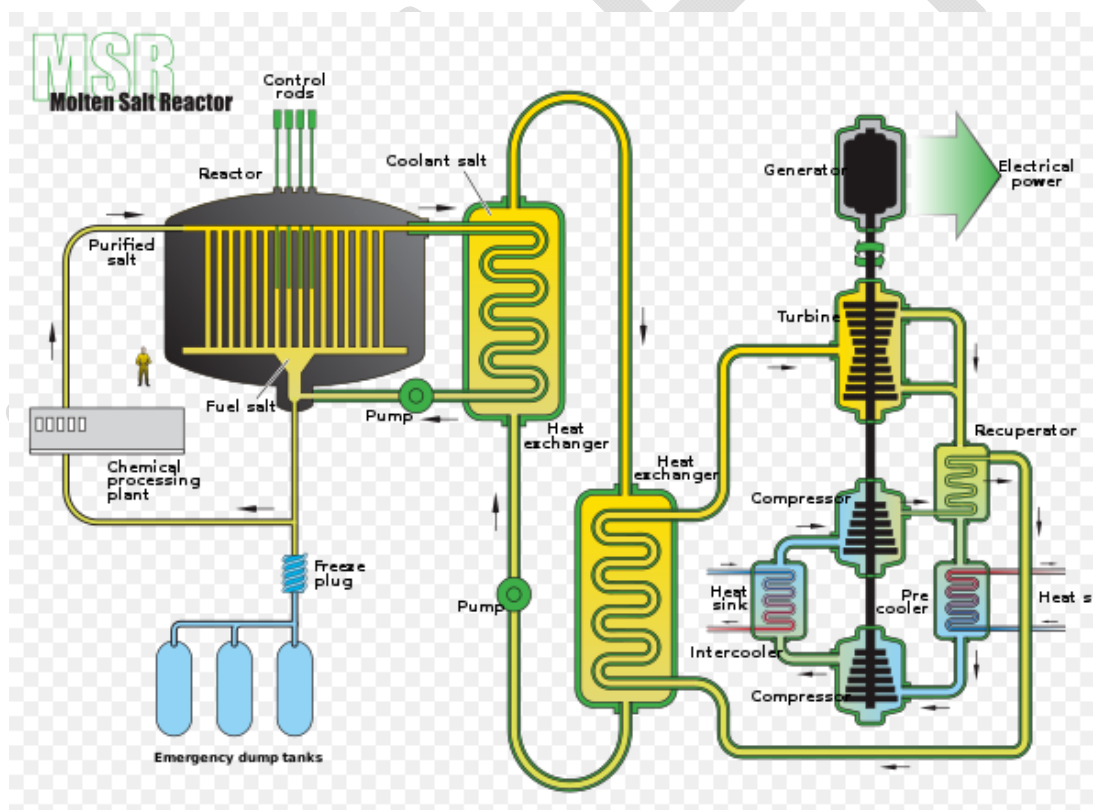 MSR
Molten Salt Reactor
Control
rods
Reactor
Coolant salt
Generator
Electrical
power
Purified
salt
Turbine
Fuel salt
Pump
Heat
exchanger
Recuperator
Chemical
processing
plant
Heat
exchanger
Compressor
Freeze
plug
Pump
Heat
sink
Pre
cooler
Heat s
Intercooler
Compressor
Emergency dump tanks